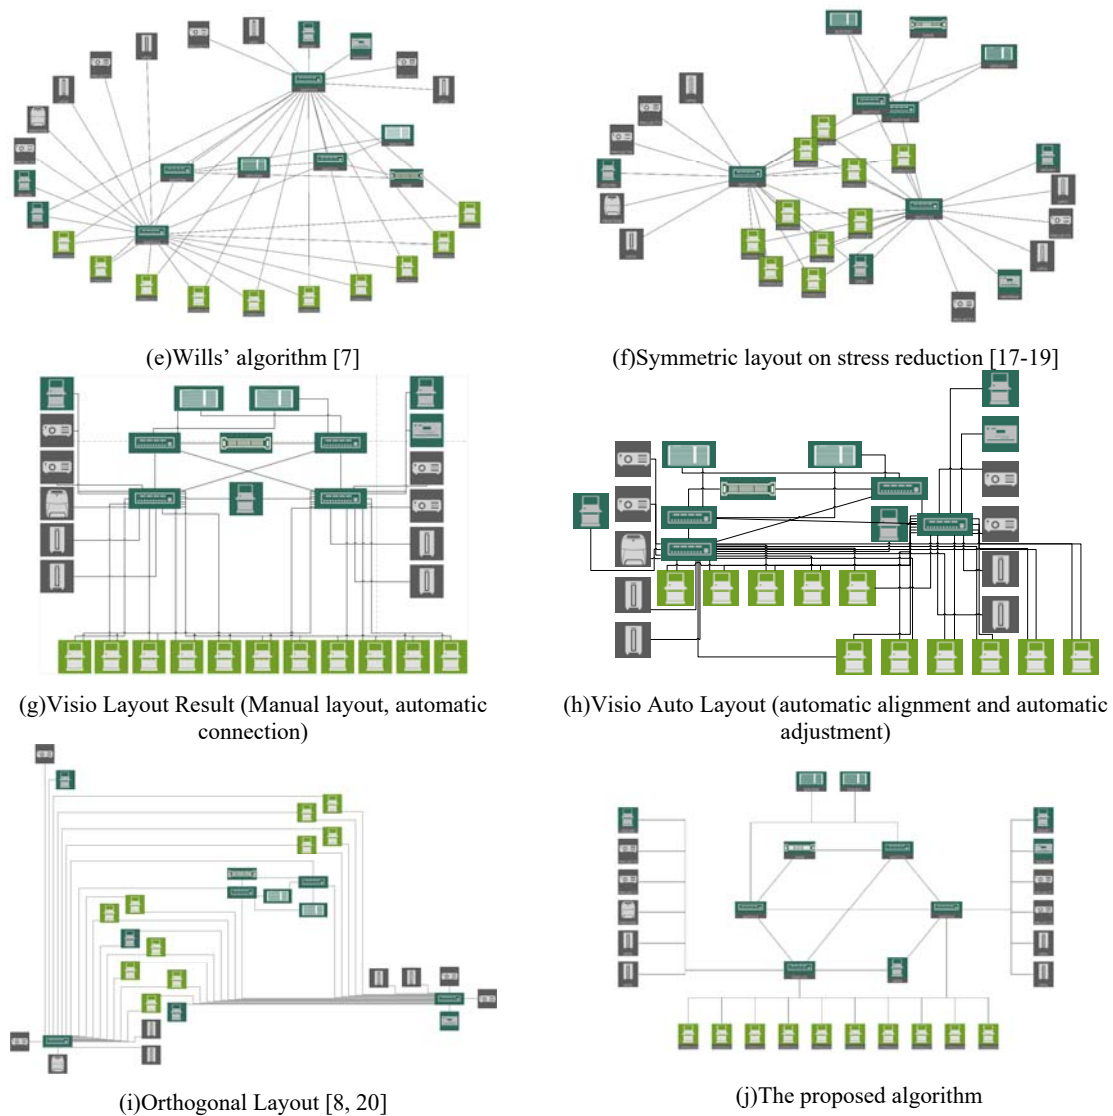 (e)Wills’ algorithm [7]
(f)Symmetric layout on stress reduction [17-19]
(g)Visio Layout Result (Manual layout, automatic
connection)
(h)Visio Auto Layout (automatic alignment and automatic
adjustment)
(i)Orthogonal Layout [8, 20]
(j)The proposed algorithm